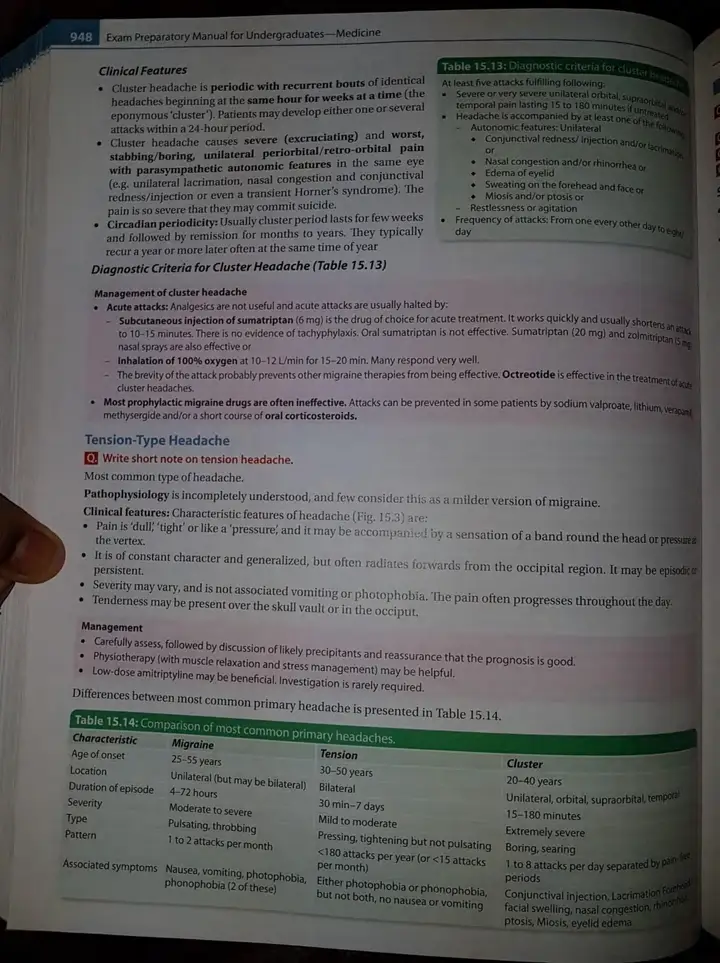 948 Exam Preparatory Manual for Undergraduates—Medicine
Clinical Features
• Cluster headache is periodic with recurrent bouts of identical
headaches beginning at the same hour for weeks at a time (the
eponymous 'cluster'). Patients may develop either one or several
attacks within a 24-hour period.
• Cluster headache causes severe (excruciating) and worst,
stabbing/boring, unilateral periorbital/retro-orbital pain
with parasympathetic autonomic features in the same eye
(e.g. unilateral lacrimation, nasal congestion and conjunctival
redness/injection or even a transient Horner's syndrome). The
pain is so severe that they may commit suicide.
• Circadian periodicity: Usually cluster period lasts for few weeks
and followed by remission for months to years. They typically
recur a year or more later often at the same time of year
Table 15.13: Diagnostic criteria for cluster headache
At least five attacks fulfilling following:
• Severe or very severe unilateral orbital, supraorbital and/or
temporal pain lasting 15 to 180 minutes if untreated
• Headache is accompanied by at least one of the following
– Autonomic features: Unilateral
• Conjunctival redness/ injection and/or lacrimation,
or
• Nasal congestion and/or rhinorrhea or
• Edema of eyelid
• Sweating on the forehead and face or
• Miosis and/or ptosis or
– Restlessness or agitation
• Frequency of attacks: From one every other day to eight/
day
Diagnostic Criteria for Cluster Headache (Table 15.13)
Management of cluster headache
• Acute attacks: Analgesics are not useful and acute attacks are usually halted by:
– Subcutaneous injection of sumatriptan (6 mg) is the drug of choice for acute treatment. It works quickly and usually shortens an attack
to 10–15 minutes. There is no evidence of tachyphylaxis. Oral sumatriptan is not effective. Sumatriptan (20 mg) and zolmitriptan (5 mg)
nasal sprays are also effective or
– Inhalation of 100% oxygen at 10–12 L/min for 15–20 min. Many respond very well.
– The brevity of the attack probably prevents other migraine therapies from being effective. Octreotide is effective in the treatment of acute
cluster headaches.
• Most prophylactic migraine drugs are often ineffective. Attacks can be prevented in some patients by sodium valproate, lithium, verapamil,
methysergide and/or a short course of oral corticosteroids.
Tension-Type Headache
Q. Write short note on tension headache.
Most common type of headache.
Pathophysiology is incompletely understood, and few consider this as a milder version of migraine.
Clinical features: Characteristic features of headache (Fig. 15.3) are:
• Pain is 'dull', 'tight' or like a 'pressure', and it may be accompanied by a sensation of a band round the head or pressure at
the vertex.
• It is of constant character and generalized, but often radiates forwards from the occipital region. It may be episodic or
persistent.
• Severity may vary, and is not associated vomiting or photophobia. The pain often progresses throughout the day.
• Tenderness may be present over the skull vault or in the occiput.
Management
• Carefully assess, followed by discussion of likely precipitants and reassurance that the prognosis is good.
• Physiotherapy (with muscle relaxation and stress management) may be helpful.
• Low-dose amitriptyline may be beneficial. Investigation is rarely required.
Differences between most common primary headache is presented in Table 15.14.
Table 15.14: Comparison of most common primary headaches.
Characteristic Migraine Tension Cluster
Age of onset 25–55 years 30–50 years 20–40 years
Location Unilateral (but may be bilateral) Bilateral Unilateral, orbital, supraorbital, temporal
Duration of episode 4–72 hours 30 min–7 days 15–180 minutes
Severity Moderate to severe Mild to moderate Extremely severe
Type Pulsating, throbbing Pressing, tightening but not pulsating Boring, searing
Pattern 1 to 2 attacks per month <180 attacks per year (or <15 attacks 1 to 8 attacks per day separated by pain-free
per month) periods
Associated symptoms Nausea, vomiting, photophobia, Either photophobia or phonophobia, Conjunctival injection, Lacrimation Forehead
phonophobia (2 of these) but not both, no nausea or vomiting facial swelling, nasal congestion, rhinorrhea,
ptosis, Miosis, eyelid edema